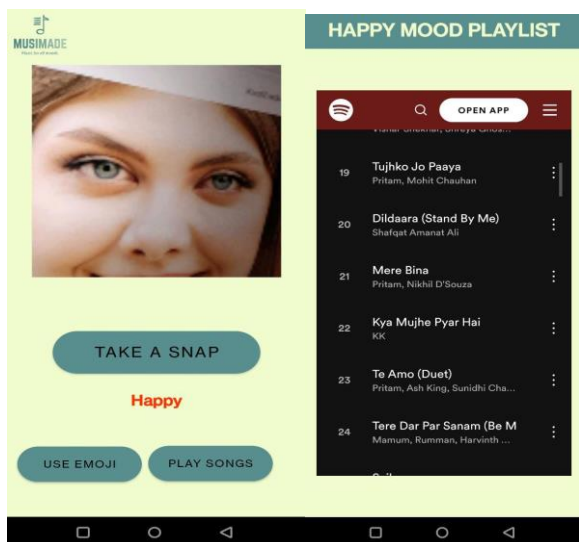 MUSIMADE
HAPPY MOOD PLAYLIST
OPEN APP
19 Tujhko Jo Paaya
Pritam, Mohit Chauhan
20 Dildaara (Stand By Me)
Shafqat Amanat Ali
21 Mere Bina
Pritam, Nikhil D'Souza
22 Kya Mujhe Pyar Hai
KK
23 Te Amo (Duet)
Pritam, Ash King, Sunidhi Cha...
24 Tere Dar Par Sanam (Be M
Mamum, Rumman, Harvinth ...
TAKE A SNAP
Happy
USE EMOJI
PLAY SONGS